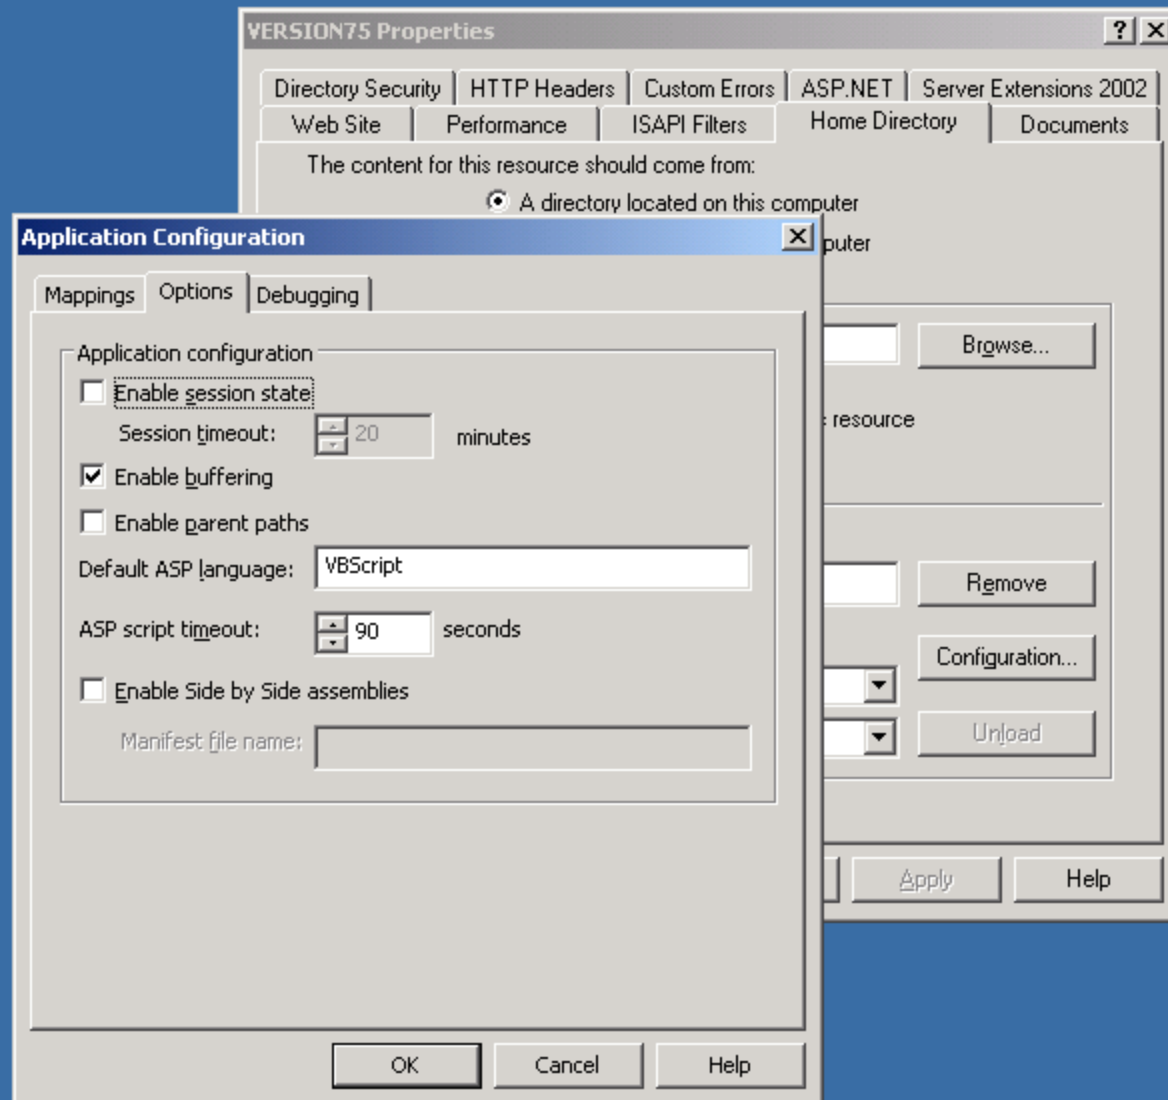 VERSION75 Properties
Directory Security HTTP Headers Custom Errors ASP.NET Server Extensions 2002
Web Site Performance ISAPI Filters Home Directory Documents
The content for this resource should come from:
A directory located on this computer
puter
Browse...
resource
Remove
Configuration...
Unload
Apply Help
Application Configuration
Mappings Options Debugging
Application configuration
Enable session state
Session timeout: 20 minutes
Enable buffering
Enable parent paths
Default ASP language: VBScript
ASP script timeout: 90 seconds
Enable Side by Side assemblies
Manifest file name:
OK Cancel Help